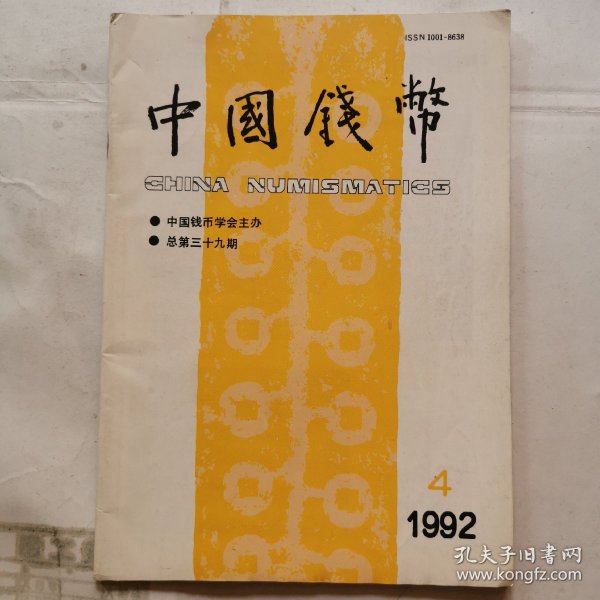 ISSN 1001-8638
中國錢幣
CHINA NUMISMATICS
● 中国钱币学会主办
● 总第三十九期
4
1992
孔夫子旧书网
www.kongfz.com